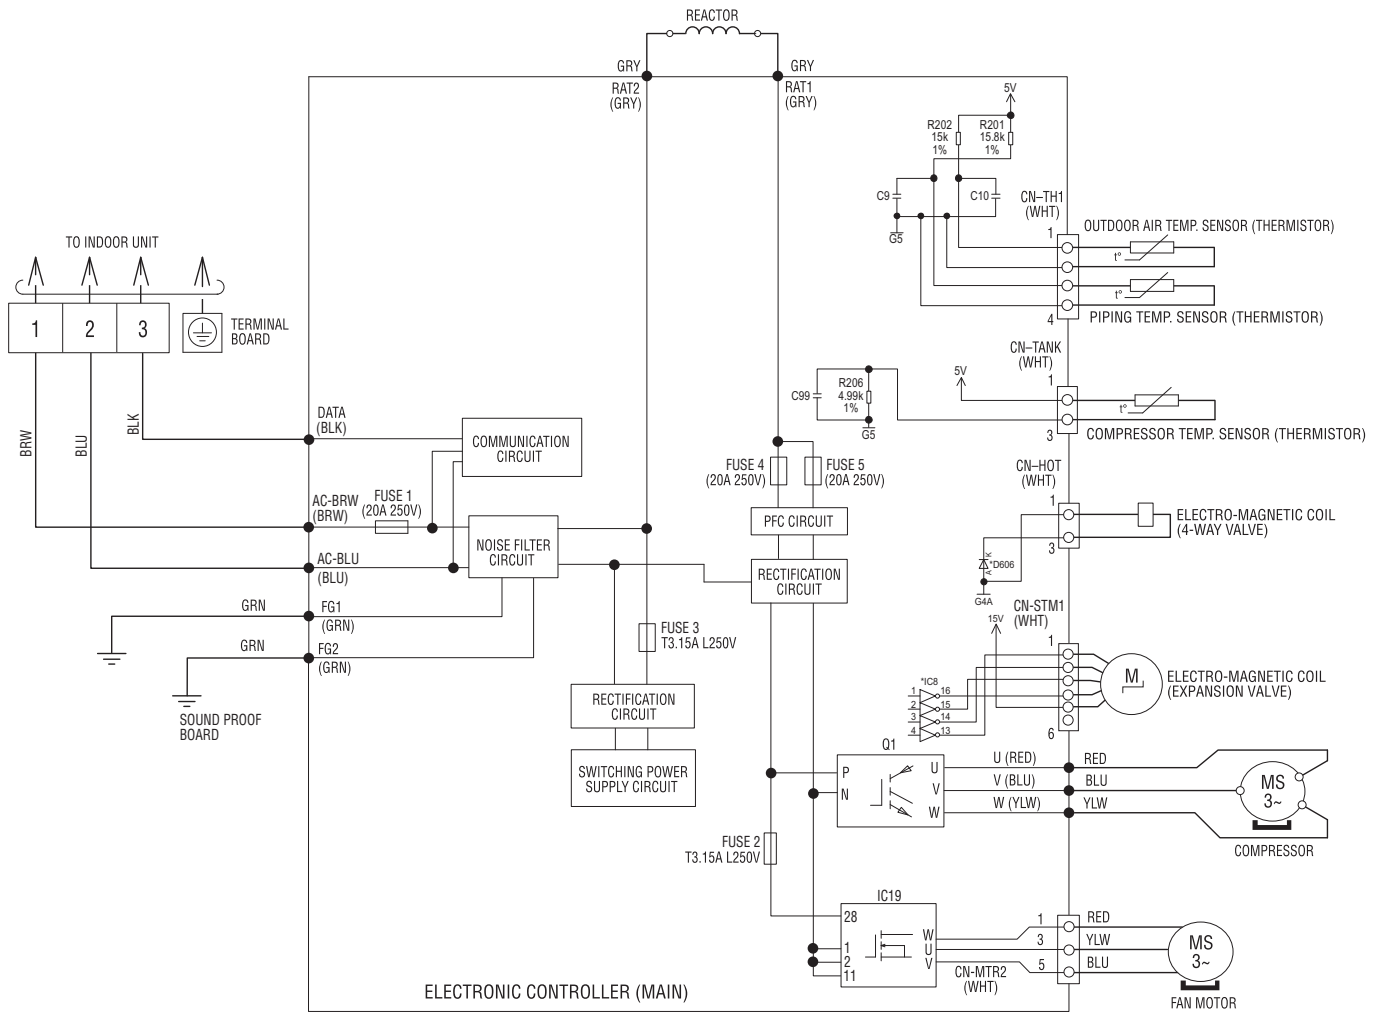 REACTOR
GRY
GRY
RAT2
(GRY)
RAT1
(GRY)
5V
R202
15k
1%
R201
15.8k
1%
C9
C10
G5
CN–TH1
(WHT)
1
OUTDOOR AIR TEMP. SENSOR (THERMISTOR)
t°
t°
4
PIPING TEMP. SENSOR (THERMISTOR)
TO INDOOR UNIT
1
2
3
TERMINAL
BOARD
CN–TANK
(WHT)
5V
1
C99
R206
4.99k
1%
G5
t°
3
COMPRESSOR TEMP. SENSOR (THERMISTOR)
BRW
BLU
BLK
DATA
(BLK)
COMMUNICATION
CIRCUIT
AC-BRW
(BRW)
FUSE 1
(20A 250V)
AC-BLU
(BLU)
NOISE FILTER
CIRCUIT
FUSE 4
(20A 250V)
FUSE 5
(20A 250V)
PFC CIRCUIT
RECTIFICATION
CIRCUIT
CN–HOT
(WHT)
1
3
ELECTRO-MAGNETIC COIL
(4-WAY VALVE)
K
*D606
A
G4A
GRN
FG1
(GRN)
GRN
FG2
(GRN)
SOUND PROOF
BOARD
FUSE 3
T3.15A L250V
RECTIFICATION
CIRCUIT
SWITCHING POWER
SUPPLY CIRCUIT
CN-STM1
(WHT)
15V
1
6
*IC8
1
16
2
15
3
14
4
13
M
ELECTRO-MAGNETIC COIL
(EXPANSION VALVE)
Q1
P
N
U
V
W
U (RED)
V (BLU)
W (YLW)
RED
BLU
YLW
MS
3~
COMPRESSOR
FUSE 2
T3.15A L250V
IC19
28
1
2
11
W
U
V
CN-MTR2
(WHT)
1
3
5
RED
YLW
BLU
MS
3~
FAN MOTOR
ELECTRONIC CONTROLLER (MAIN)